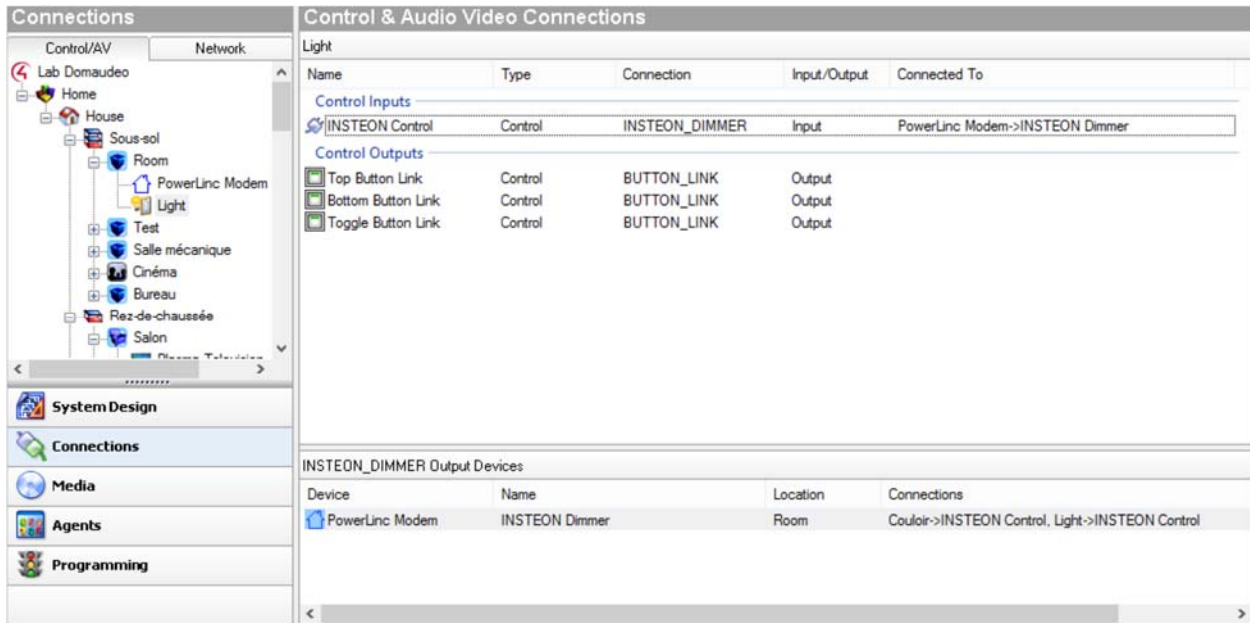 Connections
Control/AV Network
Lab Domaudeo
Home
House
Sous-sol
Room
PowerLinc Modem
Light
Test
Salle mécanique
Cinéma
Bureau
Rez-de-chaussée
Salon
Plasma Television
System Design
Connections
Media
Agents
Programming
Control & Audio Video Connections
Light
Name Type Connection Input/Output Connected To
Control Inputs
INSTEON Control Control INSTEON_DIMMER Input PowerLinc Modem->INSTEON Dimmer
Control Outputs
Top Button Link Control BUTTON_LINK Output
Bottom Button Link Control BUTTON_LINK Output
Toggle Button Link Control BUTTON_LINK Output
INSTEON_DIMMER Output Devices
Device Name Location Connections
PowerLinc Modem INSTEON Dimmer Room Couloir->INSTEON Control, Light->INSTEON Control